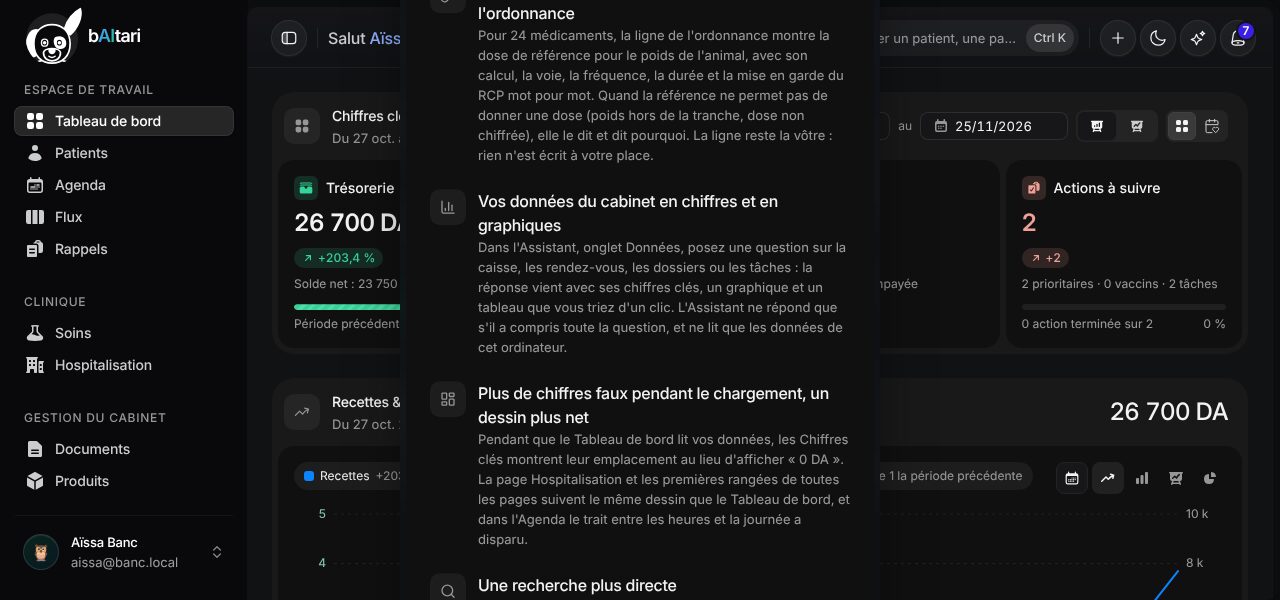 bAItari
ESPACE DE TRAVAIL
Tableau de bord
Patients
Agenda
Flux
Rappels
CLINIQUE
Soins
Hospitalisation
GESTION DU CABINET
Documents
Produits
Aïssa Banc
aissa@banc.local
Salut Aïss
er un patient, une pa...
Ctrl K
7
Chiffres cl
Du 27 oct.
au
25/11/2026
Trésorerie
26 700 D
+203,4 %
Solde net : 23 750
Période précédent
payée
Actions à suivre
2
+2
2 prioritaires · 0 vaccins · 2 tâches
0 action terminée sur 2
0 %
l'ordonnance
Pour 24 médicaments, la ligne de l'ordonnance montre la
dose de référence pour le poids de l'animal, avec son
calcul, la voie, la fréquence, la durée et la mise en garde du
RCP mot pour mot. Quand la référence ne permet pas de
donner une dose (poids hors de la tranche, dose non
chiffrée), elle le dit et dit pourquoi. La ligne reste la vôtre :
rien n'est écrit à votre place.
Vos données du cabinet en chiffres et en
graphiques
Dans l'Assistant, onglet Données, posez une question sur la
caisse, les rendez-vous, les dossiers ou les tâches : la
réponse vient avec ses chiffres clés, un graphique et un
tableau que vous triez d'un clic. L'Assistant ne répond que
s'il a compris toute la question, et ne lit que les données de
cet ordinateur.
Plus de chiffres faux pendant le chargement, un
dessin plus net
Pendant que le Tableau de bord lit vos données, les Chiffres
clés montrent leur emplacement au lieu d'afficher « 0 DA ».
La page Hospitalisation et les premières rangées de toutes
les pages suivent le même dessin que le Tableau de bord, et
dans l'Agenda le trait entre les heures et la journée a
disparu.
Une recherche plus directe
Recettes &
Du 27 oct.
26 700 DA
Recettes +203
e 1 la période précédente
5
10 k
4
8 k